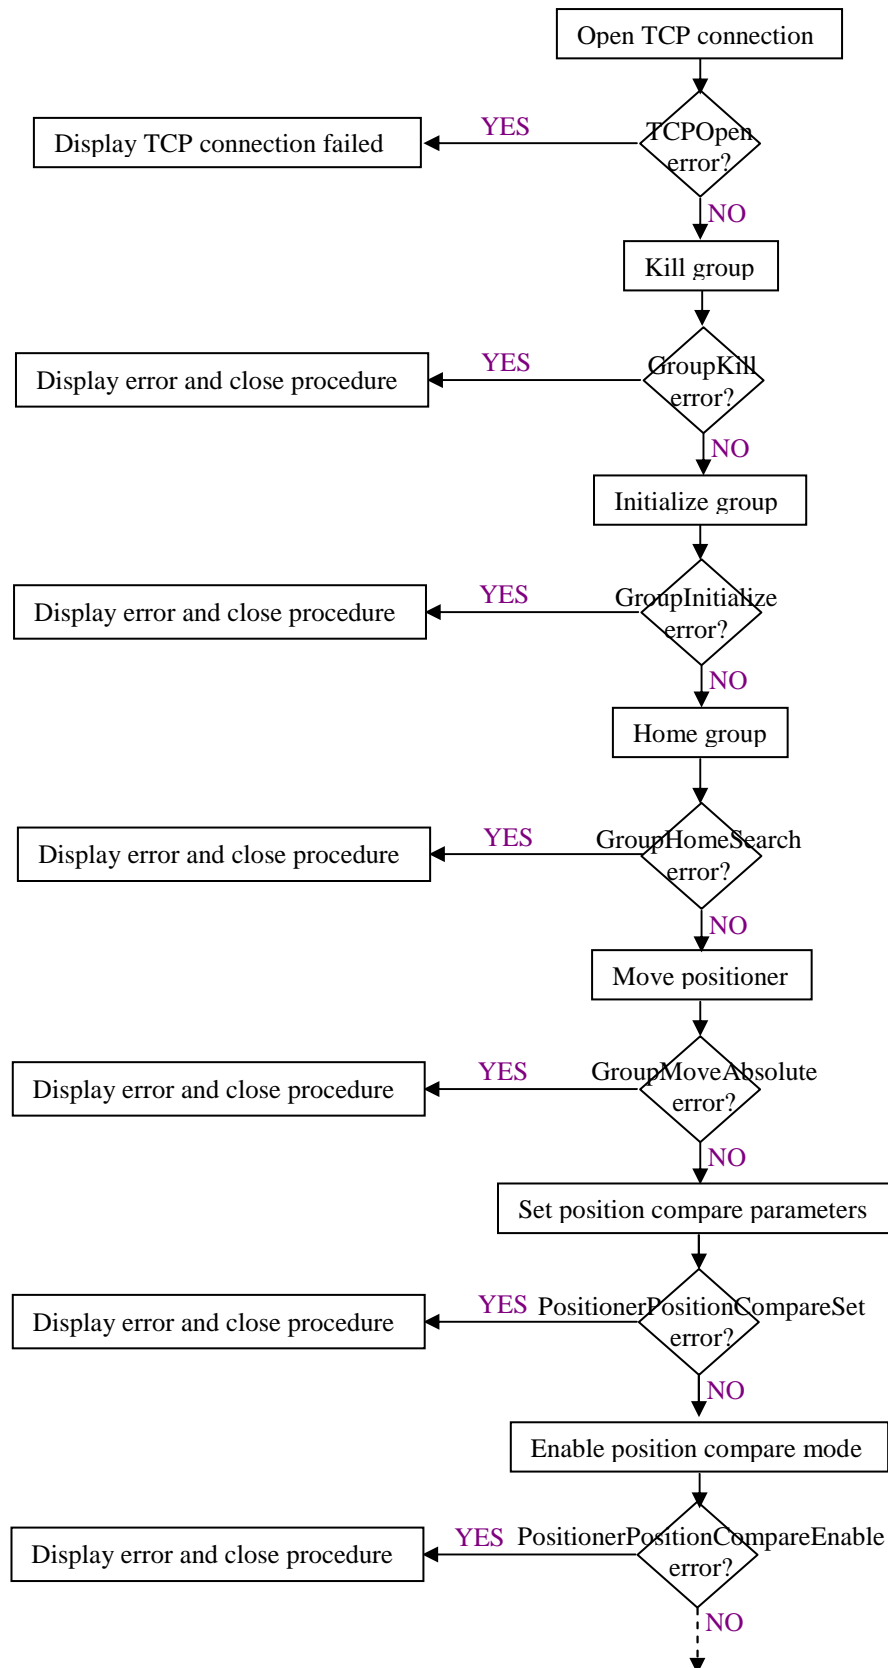 Open TCP connection
TCPOpen
error?
YES
Display TCP connection failed
NO
Kill group
GroupKill
error?
YES
Display error and close procedure
NO
Initialize group
GroupInitialize
error?
YES
Display error and close procedure
NO
Home group
GroupHomeSearch
error?
YES
Display error and close procedure
NO
Move positioner
GroupMoveAbsolute
error?
YES
Display error and close procedure
NO
Set position compare parameters
PositionerPositionCompareSet
error?
YES
Display error and close procedure
NO
Enable position compare mode
PositionerPositionCompareEnable
error?
YES
Display error and close procedure
NO